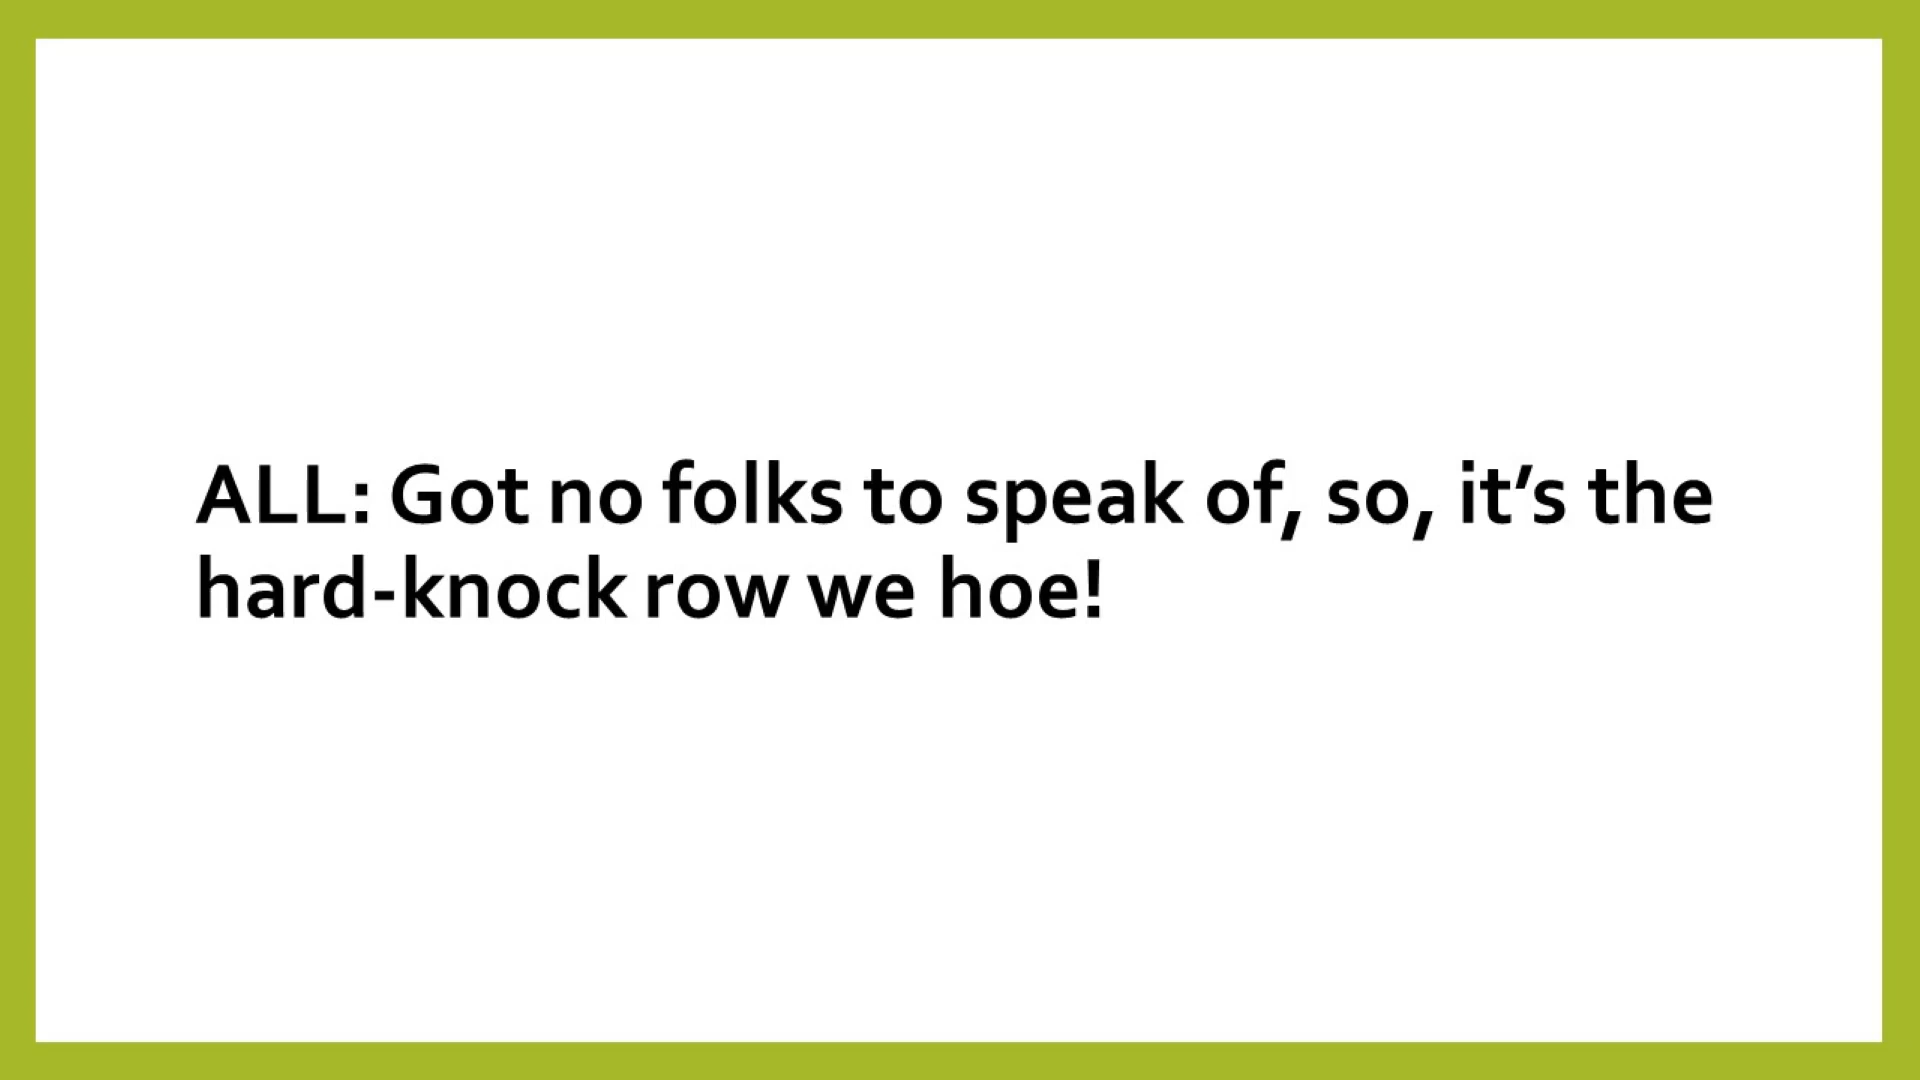 ALL: Got no folks to speak of, so, it’s the
hard-knock row we hoe!